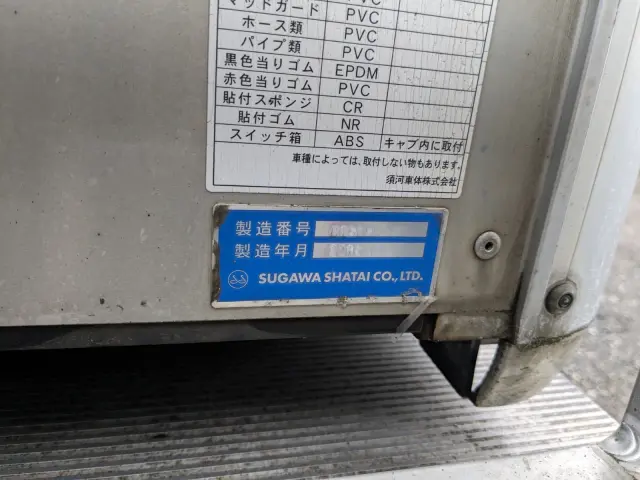 マッドガード PVC
ホース類 PVC
パイプ類 PVC
黒色当りゴム EPDM
赤色当りゴム PVC
貼付スポンジ CR
貼付ゴム NR
スイッチ箱 ABS キャブ内に取付
車種によっては、取付しない物もあります。
須河車体株式会社
製造番号
製造年月
SUGAWA SHATAI CO., LTD.